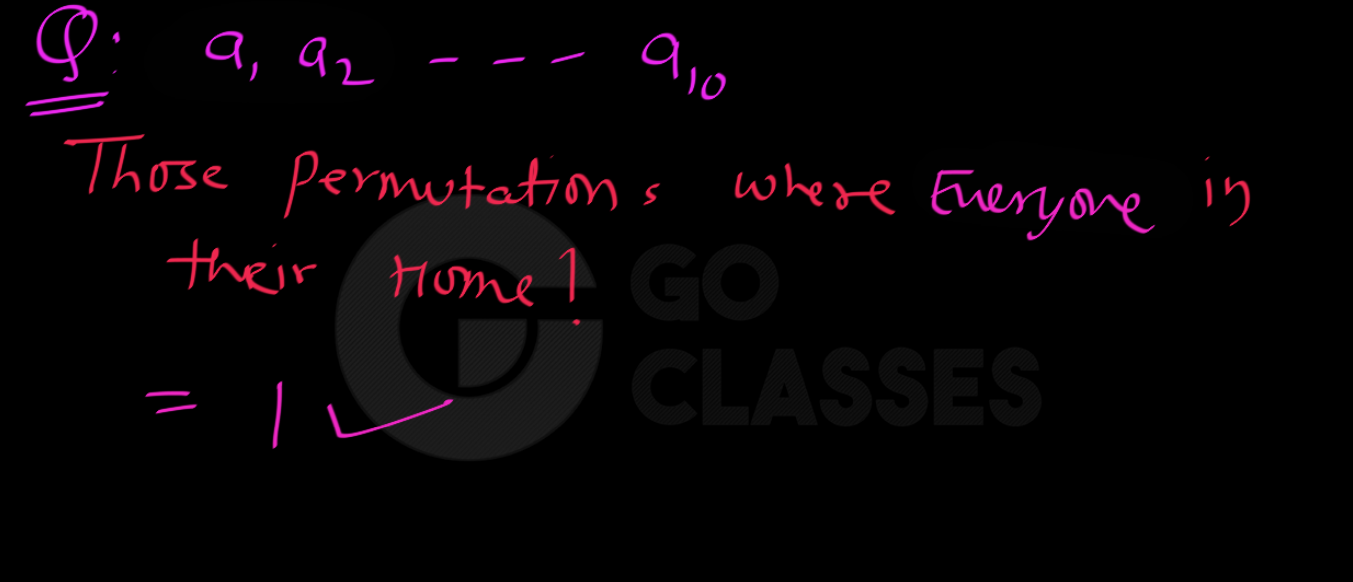 Q: a1 a2 - - - a10
Those permutations where Everyone in
their Home!
GO
CLASSES
= 1 ✓